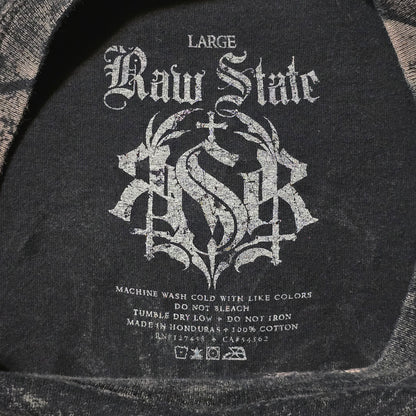 LARGE
Raw State
MACHINE WASH COLD WITH LIKE COLORS
DO NOT BLEACH
TUMBLE DRY LOW + DO NOT IRON
MADE IN HONDURAS + 100% COTTON